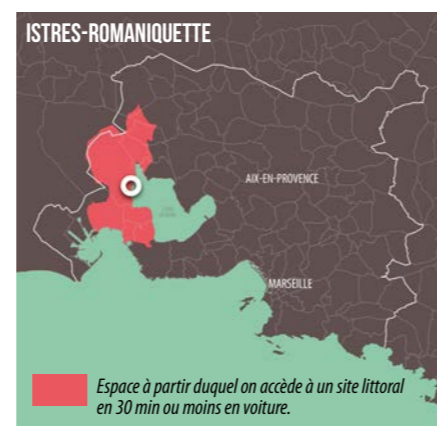 ISTRES-ROMANIQUETTE
AIX-EN-PROVENCE
MARSEILLE
Espace à partir duquel on accède à un site littoral
en 30 min ou moins en voiture.